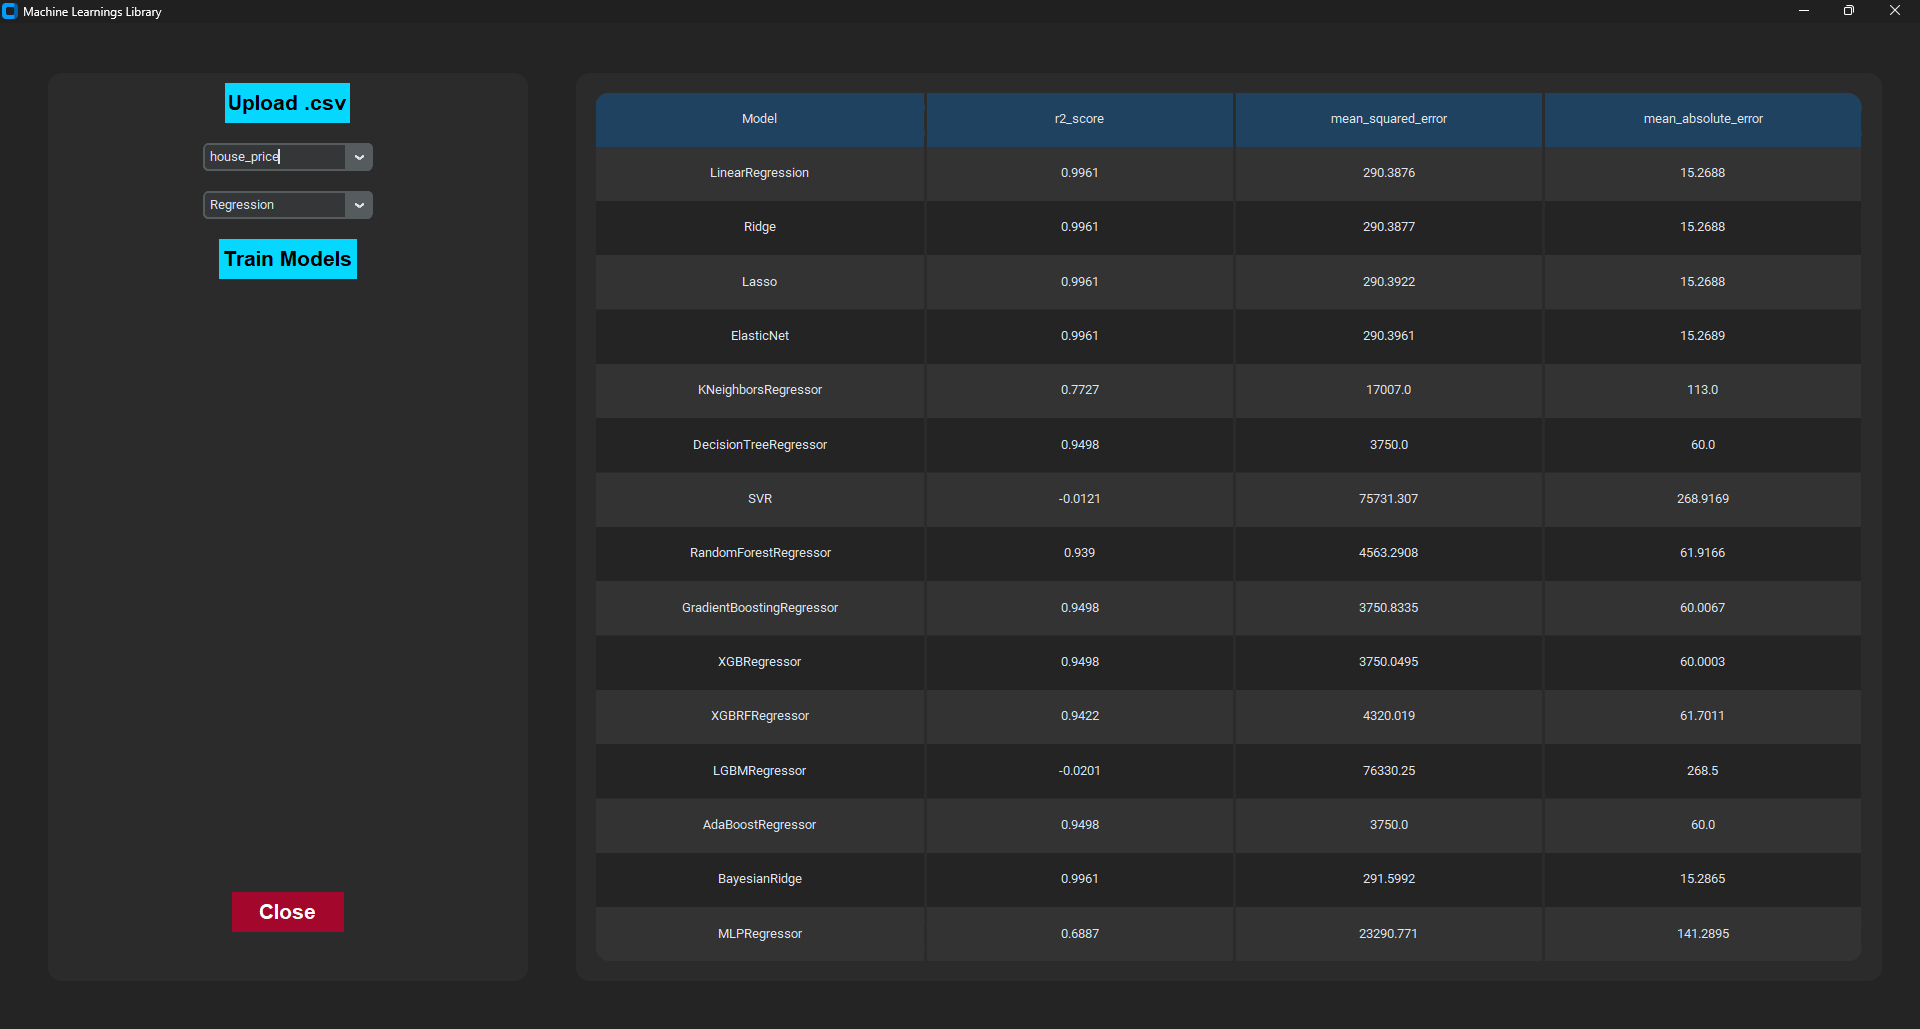 Machine Learnings Library
Upload .csv
house_price
Regression
Train Models
Close
Model r2_score mean_squared_error mean_absolute_error
LinearRegression 0.9961 290.3876 15.2688
Ridge 0.9961 290.3877 15.2688
Lasso 0.9961 290.3922 15.2688
ElasticNet 0.9961 290.3961 15.2689
KNeighborsRegressor 0.7727 17007.0 113.0
DecisionTreeRegressor 0.9498 3750.0 60.0
SVR -0.0121 75731.307 268.9169
RandomForestRegressor 0.939 4563.2908 61.9166
GradientBoostingRegressor 0.9498 3750.8335 60.0067
XGBRegressor 0.9498 3750.0495 60.0003
XGBRFRegressor 0.9422 4320.019 61.7011
LGBMRegressor -0.0201 76330.25 268.5
AdaBoostRegressor 0.9498 3750.0 60.0
BayesianRidge 0.9961 291.5992 15.2865
MLPRegressor 0.6887 23290.771 141.2895